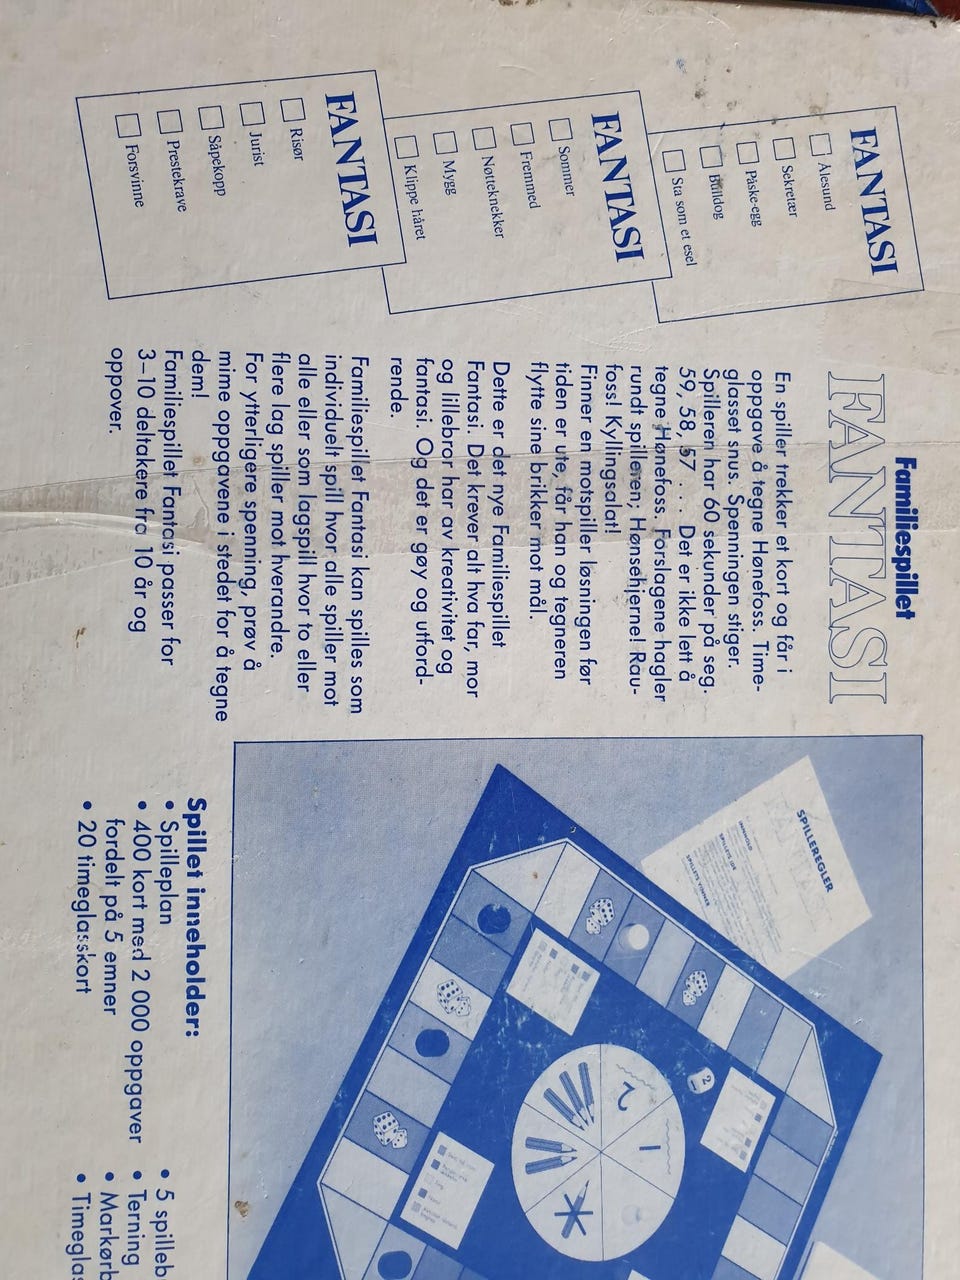 FANTASI
Ålesund
Sekretær
Påske-egg
Bulldog
Sta som et esel
FANTASI
Sommer
Fremmed
Nøtteknekker
Mygg
Klippe håret
FANTASI
Risør
Jurist
Såpekopp
Prestekrave
Forsvinne
Familiespillet
FANTASI
En spiller trekker et kort og får i
oppgave å tegne Hønefoss. Time-
glasset snus. Spenningen stiger.
Spilleren har 60 sekunder på seg.
59, 58, 57 . . . Det er ikke lett å
tegne Hønefoss. Forslagene hagler
rundt spilleren; Hønsehjerne! Rau-
foss! Kyllingsalat!
Finner en motspiller løsningen før
tiden er ute, får han og tegneren
flytte sine brikker mot mål.
Dette er det nye Familiespillet
Fantasi. Det krever alt hva far, mor
og lillebror har av kreativitet og
fantasi. Og det er gøy og utford-
rende.
Familiespillet Fantasi kan spilles som
individuelt spill hvor alle spiller mot
alle eller som lagspill hvor to eller
flere lag spiller mot hverandre.
For ytterligere spenning, prøv å
mime oppgavene i stedet for å tegne
dem!
Familiespillet Fantasi passer for
3–10 deltakere fra 10 år og
oppover.
SPILLEREGLER
INNHOLD
SPILLETS IDE
SPILLETS VINNER
2
1
2
Spillet inneholder:
• Spilleplan
• 400 kort med 2 000 oppgaver
fordelt på 5 emner
• 20 timeglasskort
• 5 spilleb
• Terning
• Markørb
• Timeglas